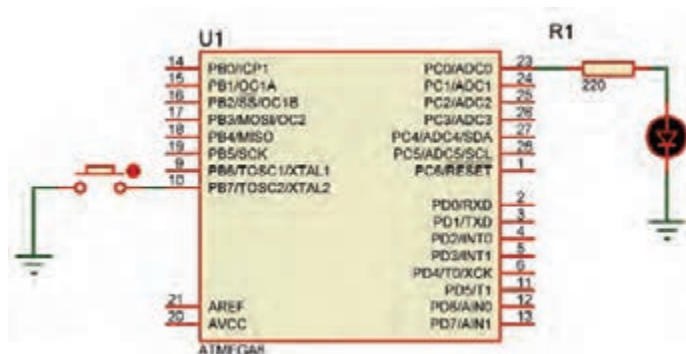 U1
R1
14 PB0/ICP1
15 PB1/OC1A
16 PB2/SS/OC1B
17 PB3/MOSI/OC2
18 PB4/MISO
19 PB5/SCK
9 PB6/TOSC1/XTAL1
10 PB7/TOSC2/XTAL2
21 AREF
20 AVCC
PC0/ADC0 23
PC1/ADC1 24
PC2/ADC2 25
PC3/ADC3 26
PC4/ADC4/SDA 27
PC5/ADC5/SCL 28
PC6/RESET 1
PD0/RXD 2
PD1/TXD 3
PD2/INT0 4
PD3/INT1 5
PD4/T0/XCK 6
PD5/T1 11
PD6/AIN0 12
PD7/AIN1 13
220
ATMEGA8